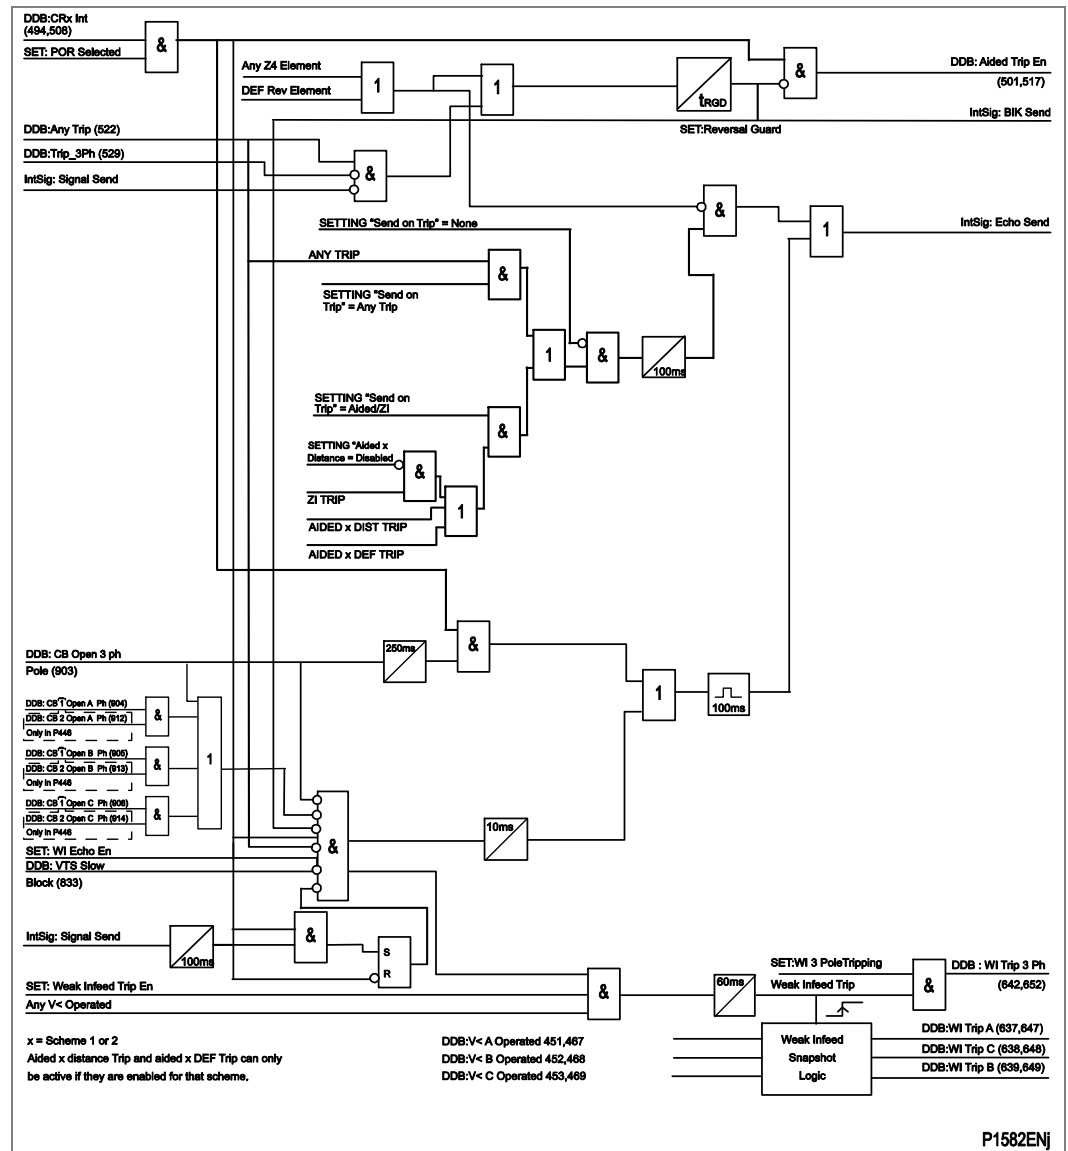 DDB:CRx Int
(494,508)
SET: POR Selected
&
Any Z4 Element
DEF Rev Element
1
1
tRGD
SET:Reversal Guard
&
DDB: Aided Trip En
(501,517)
IntSig: BIK Send
DDB:Any Trip (522)
DDB:Trip_3Ph (529)
IntSig: Signal Send
&
SETTING "Send on Trip" = None
&
1
IntSig: Echo Send
ANY TRIP
SETTING "Send on
Trip" = Any Trip
&
1
&
100ms
SETTING "Send on
Trip" = Aided/ZI
&
SETTING "Aided x
Distance = Disabled
&
ZI TRIP
1
AIDED x DIST TRIP
AIDED x DEF TRIP
DDB: CB Open 3 ph
Pole (903)
250ms
&
1
100ms
DDB: CB 1 Open A Ph (904)
DDB: CB 2 Open A Ph (912)
Only in P446
&
DDB: CB 1 Open B Ph (905)
DDB: CB 2 Open B Ph (913)
Only in P446
&
1
DDB: CB 1 Open C Ph (906)
DDB: CB 2 Open C Ph (914)
Only in P446
&
SET: WI Echo En
DDB: VTS Slow
Block (833)
&
10ms
IntSig: Signal Send
100ms
&
S
R
SET: Weak Infeed Trip En
Any V< Operated
&
60ms
SET:WI 3 PoleTripping
Weak Infeed Trip
&
DDB : WI Trip 3 Ph
(642,652)
x = Scheme 1 or 2
Aided x distance Trip and aided x DEF Trip can only
be active if they are enabled for that scheme.
DDB:V< A Operated 451,467
DDB:V< B Operated 452,468
DDB:V< C Operated 453,469
Weak Infeed
Snapshot
Logic
DDB:WI Trip A (637,647)
DDB:WI Trip C (638,648)
DDB:WI Trip B (639,649)
P1582ENj